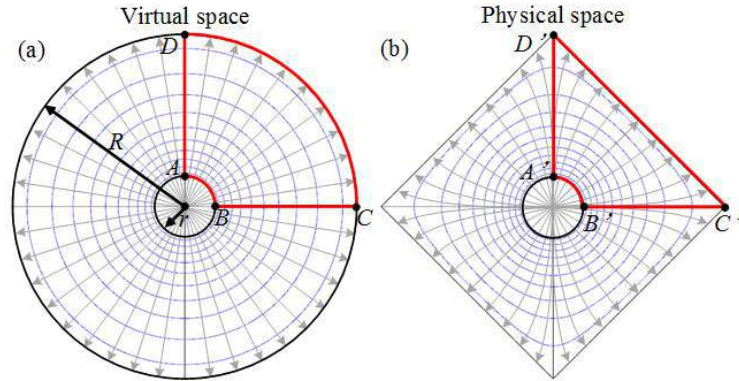 Virtual space
(a)
D
R
A
r
B
C
Physical space
(b)
D'
A'
B'
C'